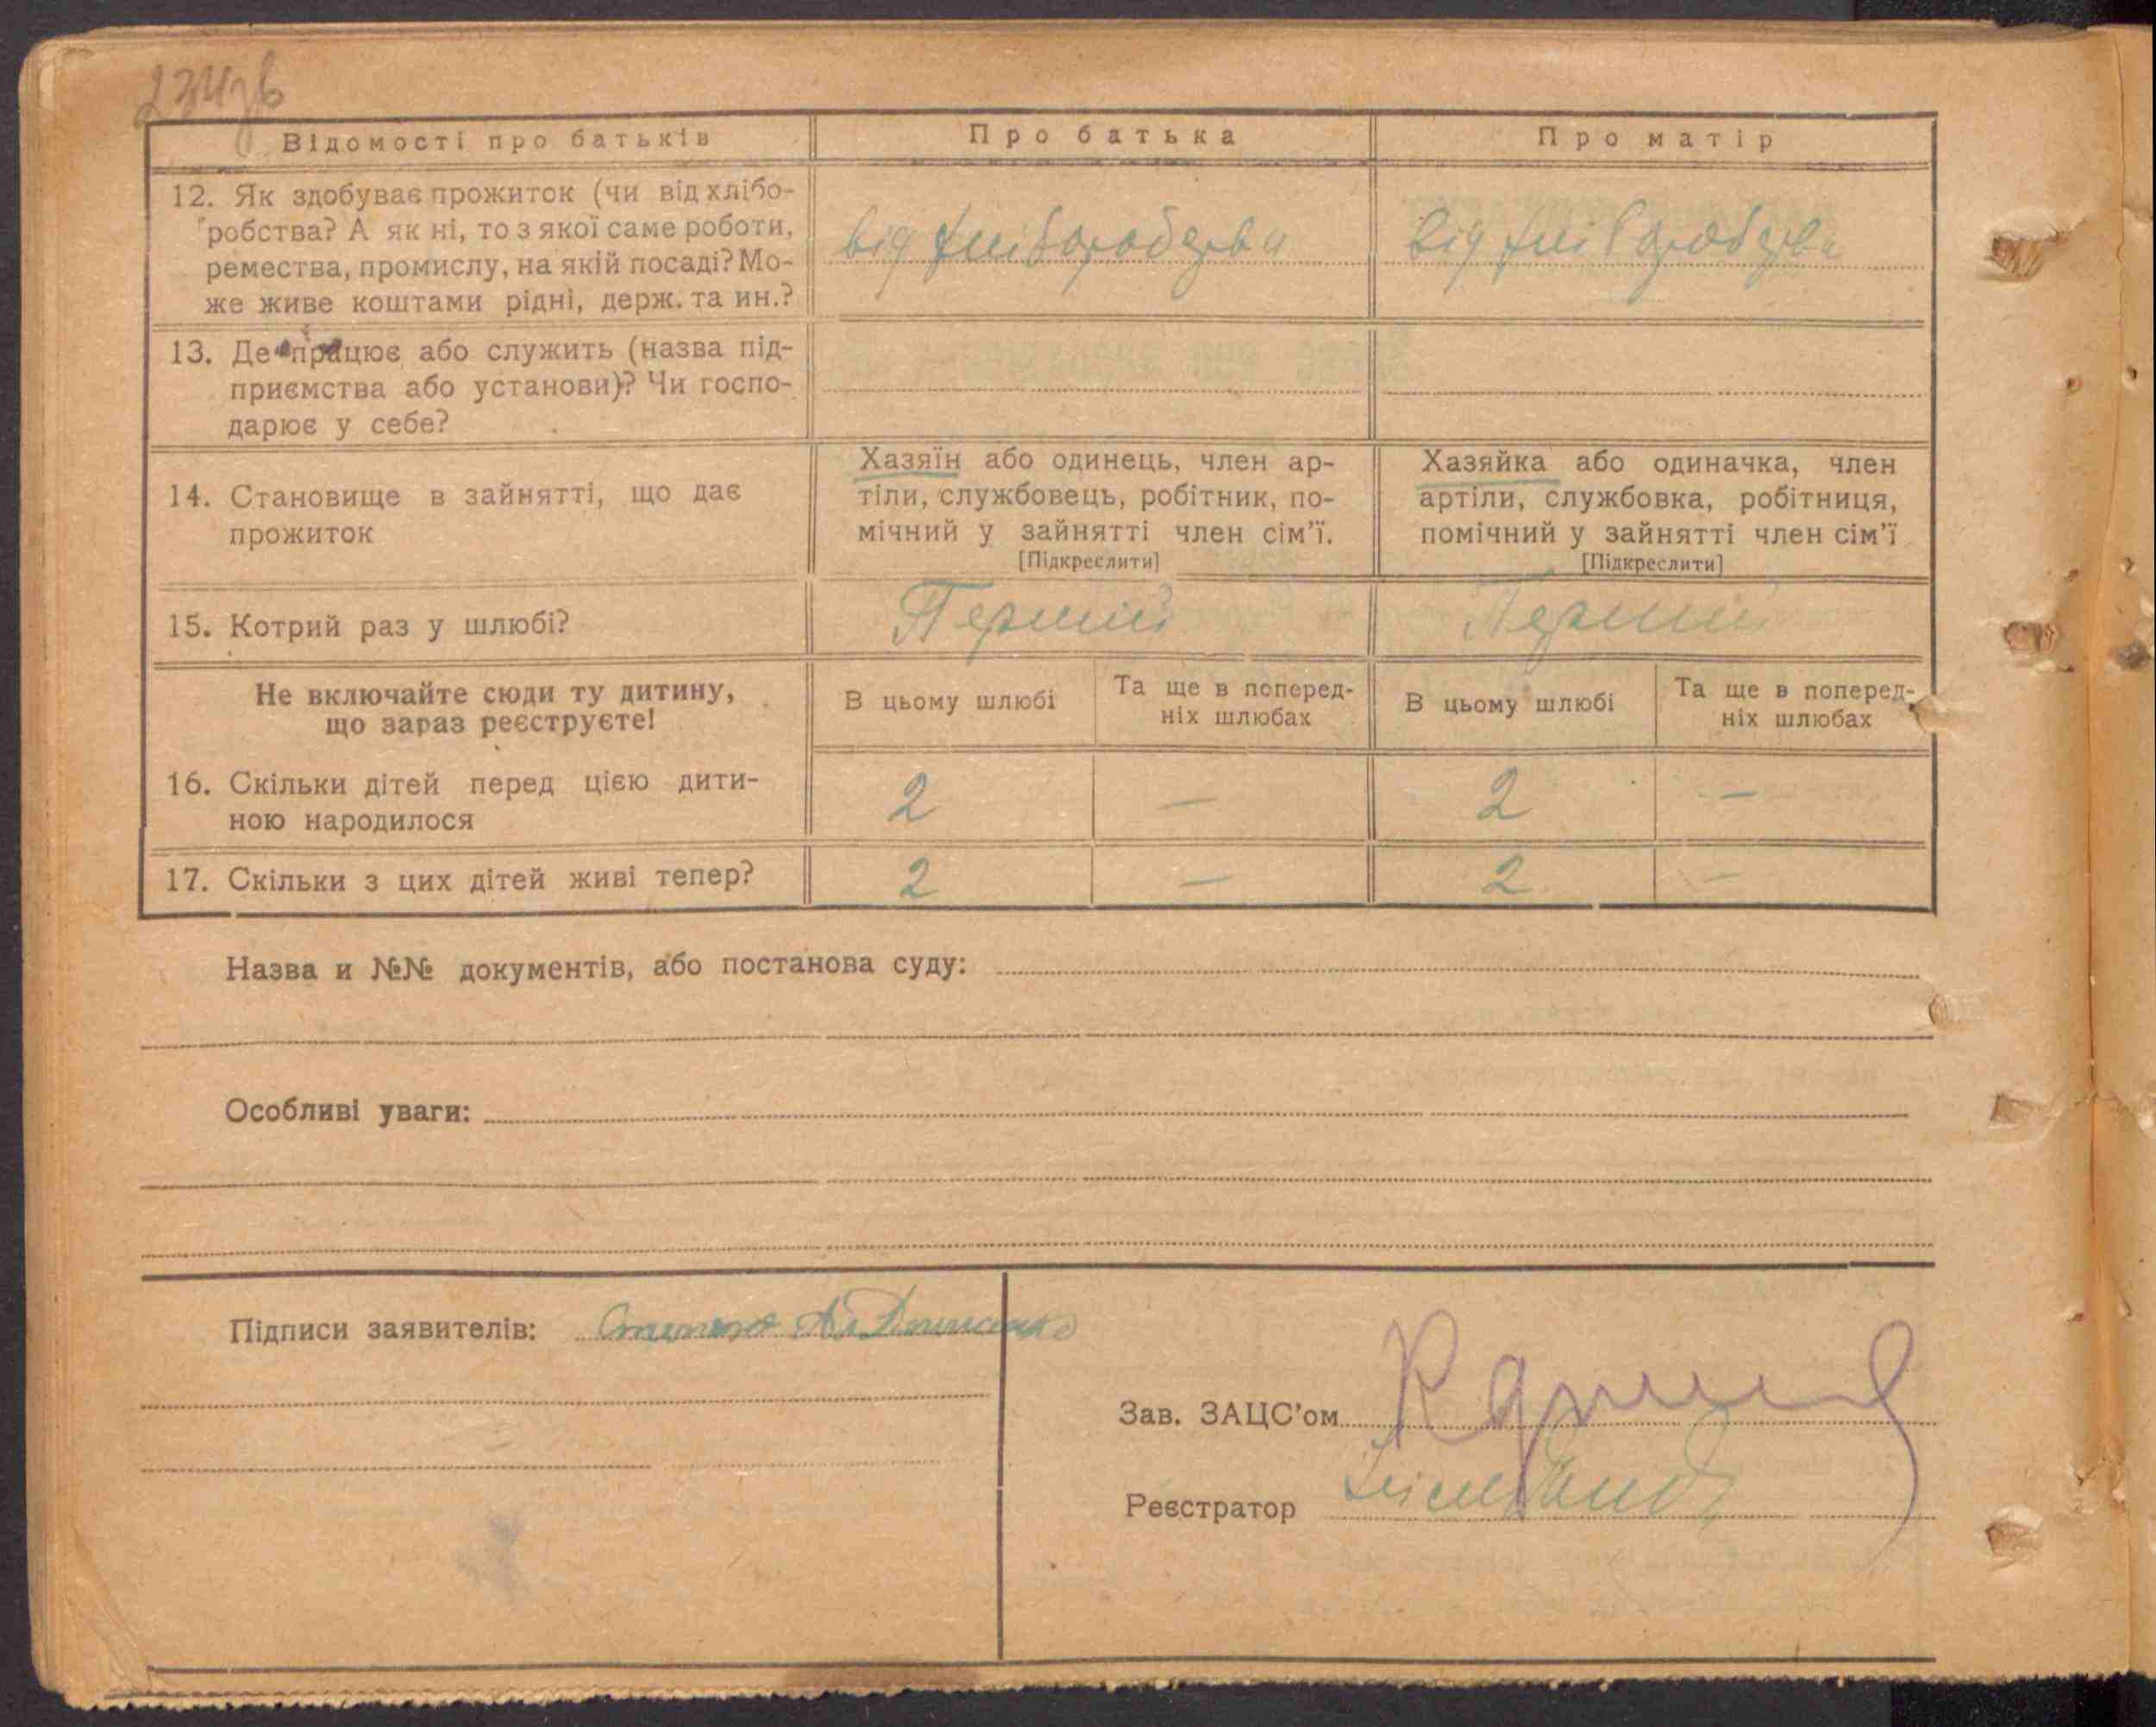 234зв
Відомості про батьків
Про батька
Про матір
12. Як здобуває прожиток (чи від хлібо-
робства? А як ні, то з якої саме роботи,
ремества, промислу, на якій посаді? Мо-
же живе коштами рідні, держ. та ин.?
від хліборобства
від хліборобства
13. Де працює або служить (назва під-
приємства або установи)? Чи госпо-
дарює у себе?
14. Становище в зайнятті, що дає
прожиток
Хазяїн або одинець, член ар-
тіли, службовець, робітник, по-
мічний у зайнятті член сім'ї.
[Підкреслити]
Хазяйка або одиначка, член
артіли, службовка, робітниця,
помічний у зайнятті член сім'ї
[Підкреслити]
15. Котрий раз у шлюбі?
Перший
Перший
Не включайте сюди ту дитину,
що зараз реєструєте!
В цьому шлюбі
Та ще в поперед-
ніх шлюбах
В цьому шлюбі
Та ще в поперед-
ніх шлюбах
16. Скільки дітей перед цією дити-
ною народилося
2 — 2 —
17. Скільки з цих дітей живі тепер?
2 — 2 —
Назва и №№ документів, або постанова суду:
Особливі уваги:
Підписи заявителів:
Зав. ЗАЦС'ом
Реєстратор